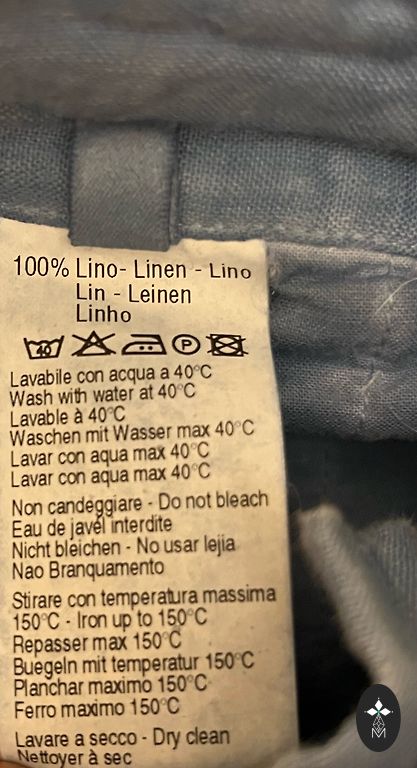 100% Lino- Linen - Lino
Lin - Leinen
Linho
40 P
Lavabile con acqua a 40°C
Wash with water at 40°C
Lavable à 40°C
Waschen mit Wasser max 40°C
Lavar con aqua max 40°C
Lavar con aqua max 40°C
Non candeggiare - Do not bleach
Eau de javel interdite
Nicht bleichen - No usar lejia
Nao Branquamento
Stirare con temperatura massima
150°C - Iron up to 150°C
Repasser max 150°C
Buegeln mit temperatur 150°C
Planchar maximo 150°C
Ferro maximo 150°C
Lavare a secco - Dry clean
Nettoyer à sec
M